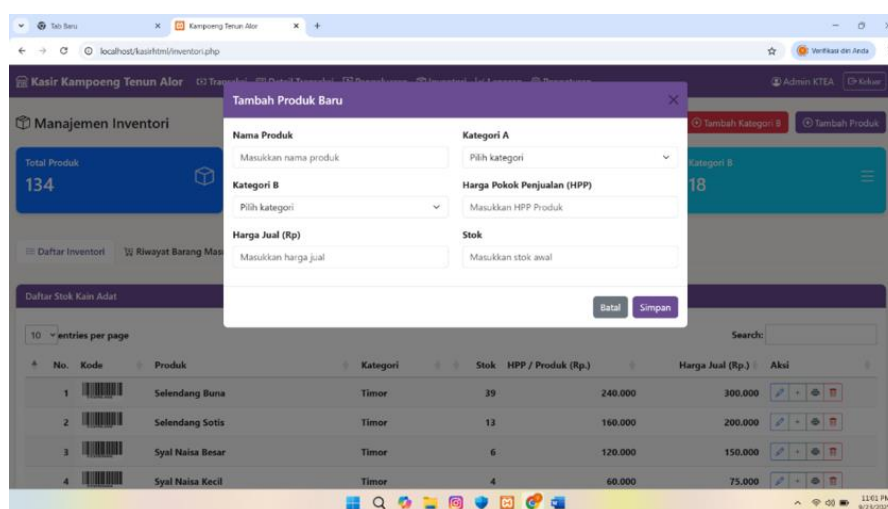 Tab Baru
Kampoeng Tenun Alor
localhost/kasirhtml/inventori.php
Verifikasi diri Anda
Kasir Kampoeng Tenun Alor
Admin KTEA
Keluar
Manajemen Inventori
Tambah Kategori B
Tambah Produk
Total Produk
134
Kategori B
18
Tambah Produk Baru
Nama Produk
Kategori A
Masukkan nama produk
Pilih kategori
Kategori B
Harga Pokok Penjualan (HPP)
Pilih kategori
Masukkan HPP Produk
Harga Jual (Rp)
Stok
Masukkan harga jual
Masukkan stok awal
Batal
Simpan
Daftar Inventori
Riwayat Barang Mas
Daftar Stok Kain Adat
10 entries per page
Search:
No. Kode Produk Kategori Stok HPP / Produk (Rp.) Harga Jual (Rp.) Aksi
1 Selendang Buna Timor 39 240.000 300.000
2 Selendang Sotis Timor 13 160.000 200.000
3 Syal Naisa Besar Timor 6 120.000 150.000
4 Syal Naisa Kecil Timor 4 60.000 75.000
11:01 PM